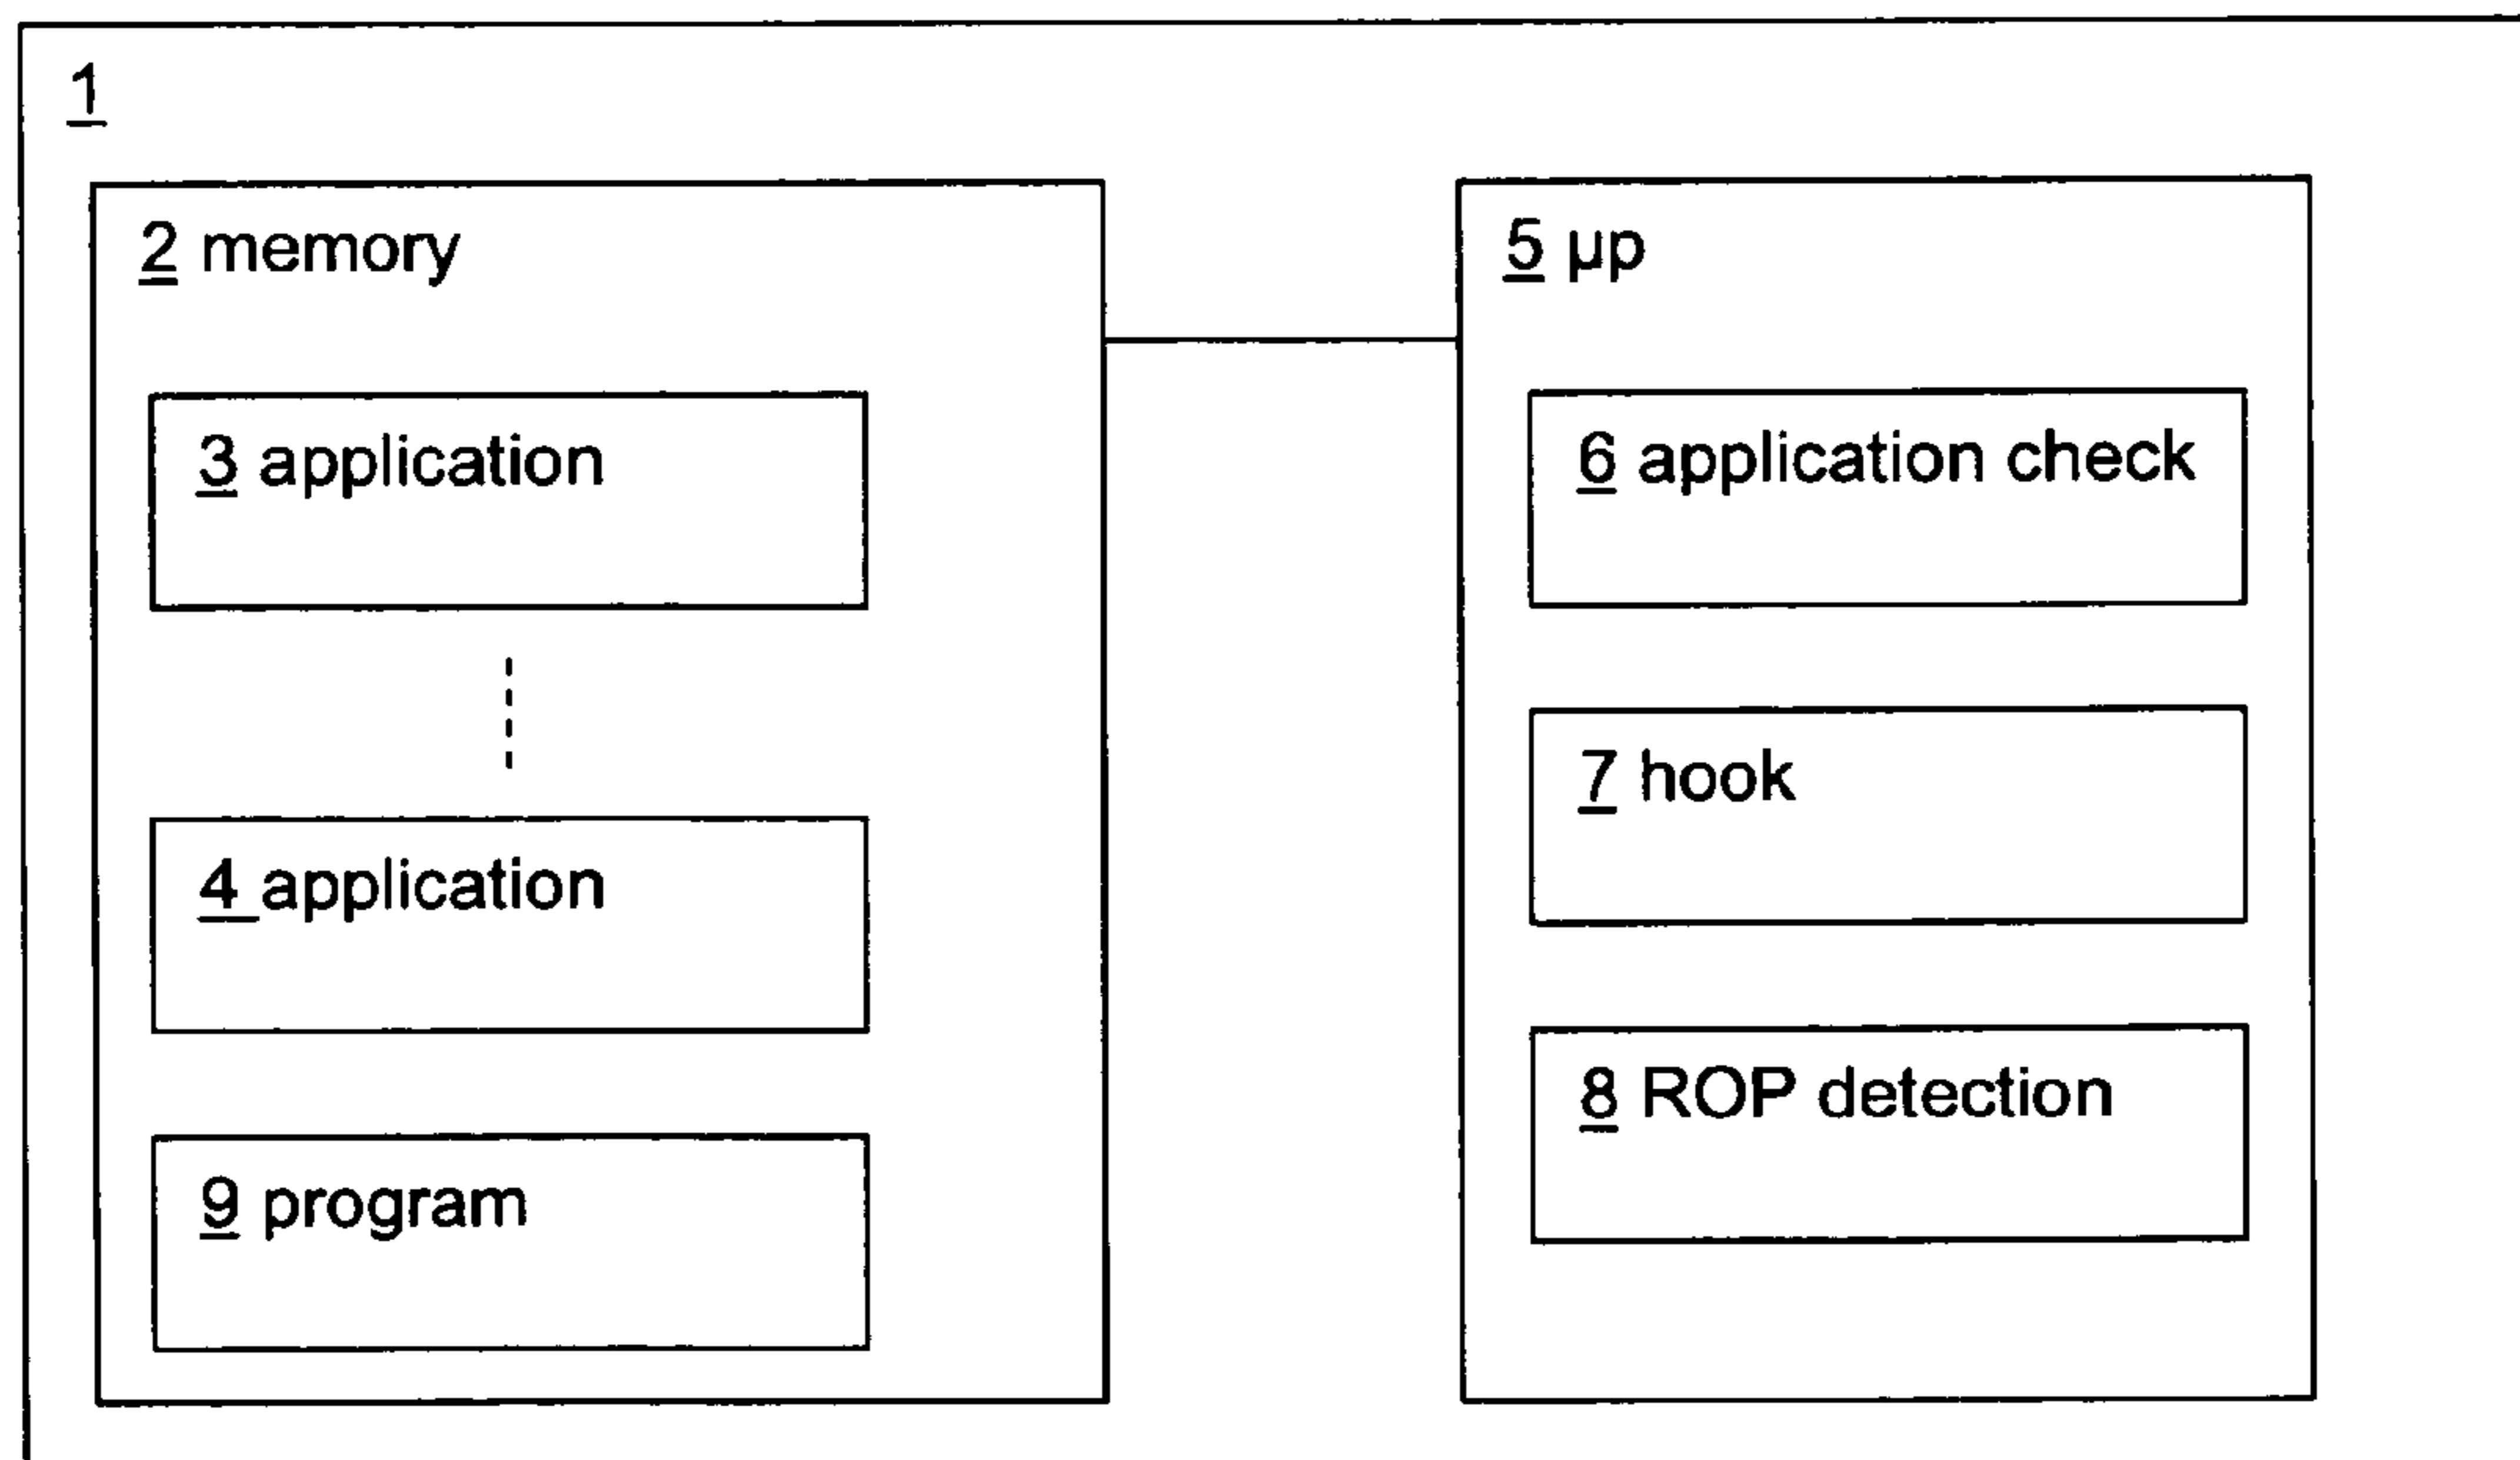 1
2 memory
3 application
4 application
9 program
5 µp
6 application check
7 hook
8 ROP detection